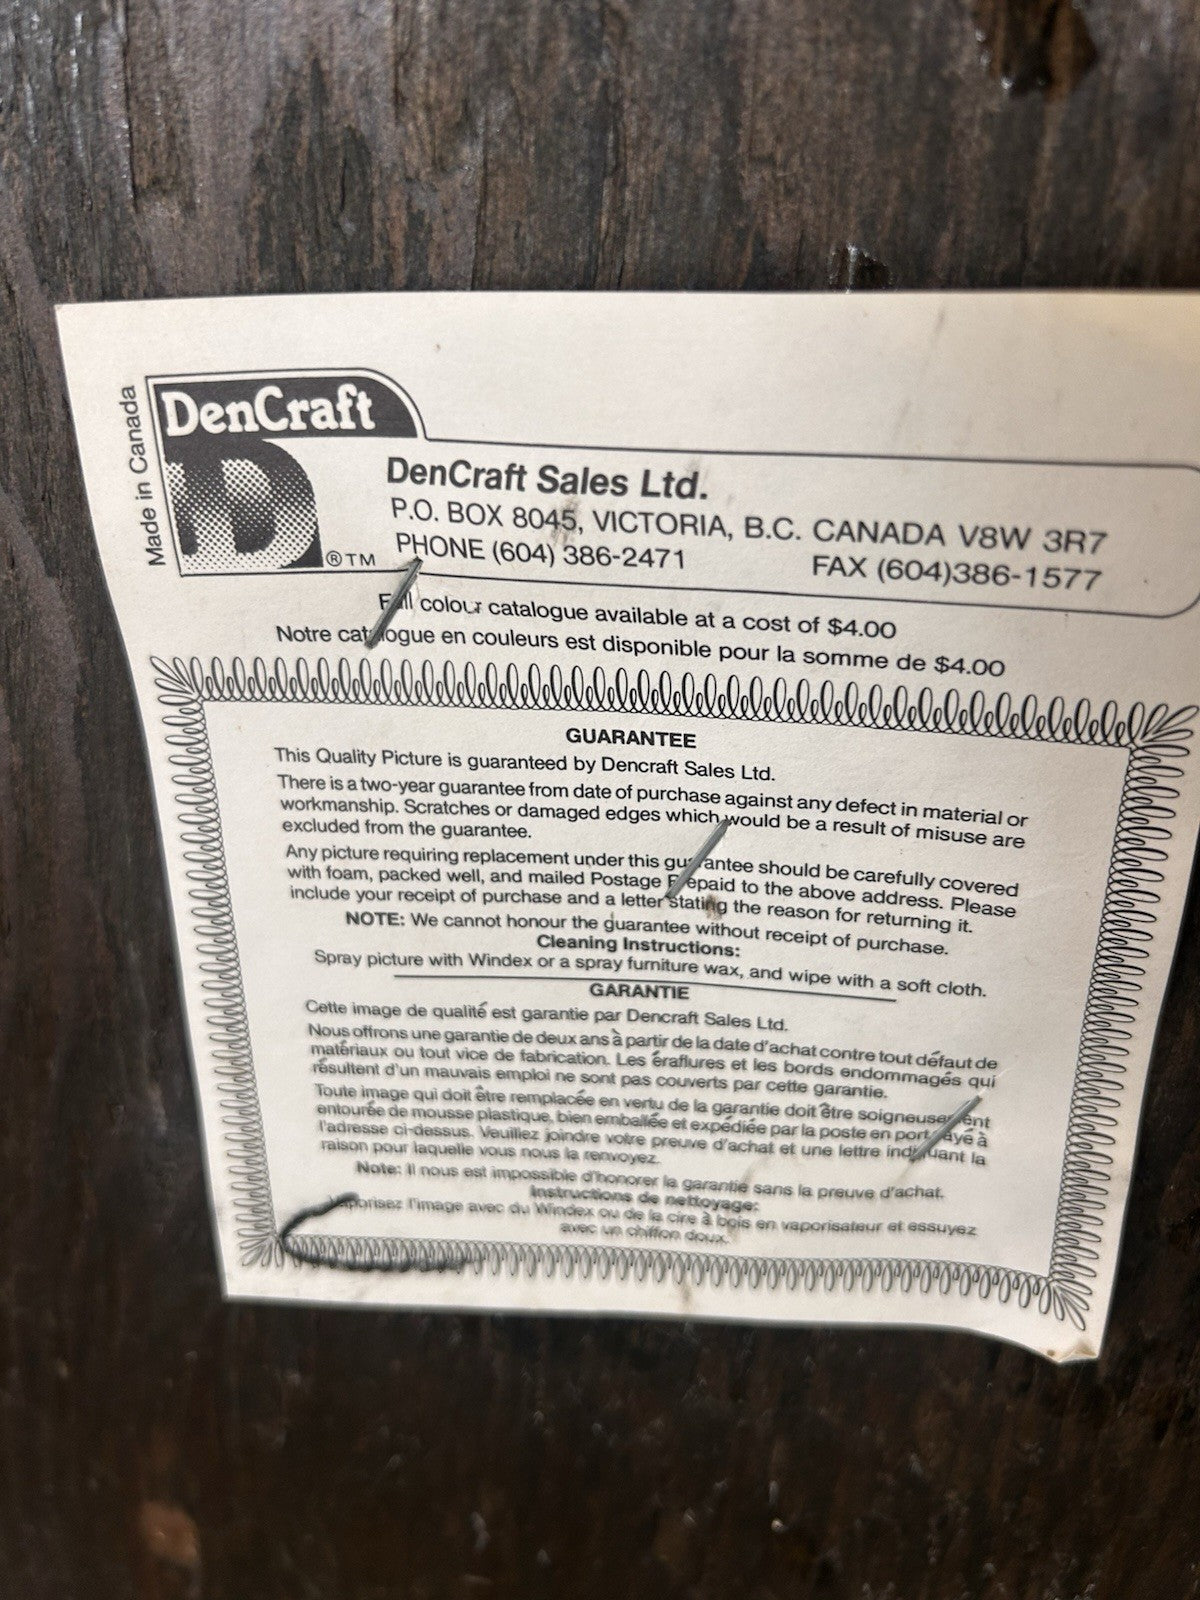 Made in Canada
DenCraft
D
® TM
DenCraft Sales Ltd.
P.O. BOX 8045, VICTORIA, B.C. CANADA V8W 3R7
PHONE (604) 386-2471 FAX (604)386-1577
Full colour catalogue available at a cost of $4.00
Notre catalogue en couleurs est disponible pour la somme de $4.00
GUARANTEE
This Quality Picture is guaranteed by Dencraft Sales Ltd.
There is a two-year guarantee from date of purchase against any defect in material or
workmanship. Scratches or damaged edges which would be a result of misuse are
excluded from the guarantee.
Any picture requiring replacement under this guarantee should be carefully covered
with foam, packed well, and mailed Postage Prepaid to the above address. Please
include your receipt of purchase and a letter stating the reason for returning it.
NOTE: We cannot honour the guarantee without receipt of purchase.
Cleaning Instructions:
Spray picture with Windex or a spray furniture wax, and wipe with a soft cloth.
GARANTIE
Cette image de qualité est garantie par Dencraft Sales Ltd.
Nous offrons une garantie de deux ans à partir de la date d'achat contre tout défaut de
matériaux ou tout vice de fabrication. Les éraflures et les bords endommagés qui
résultent d'un mauvais emploi ne sont pas couverts par cette garantie.
Toute image qui doit être remplacée en vertu de la garantie doit être soigneusement
entourée de mousse plastique, bien emballée et expédiée par la poste en port payé à
l'adresse ci-dessus. Veuillez joindre votre preuve d'achat et une lettre indiquant la
raison pour laquelle vous nous la renvoyez.
Note: Il nous est impossible d'honorer la garantie sans la preuve d'achat.
Instructions de nettoyage:
Vaporisez l'image avec du Windex ou de la cire à bois en vaporisateur et essuyez
avec un chiffon doux.